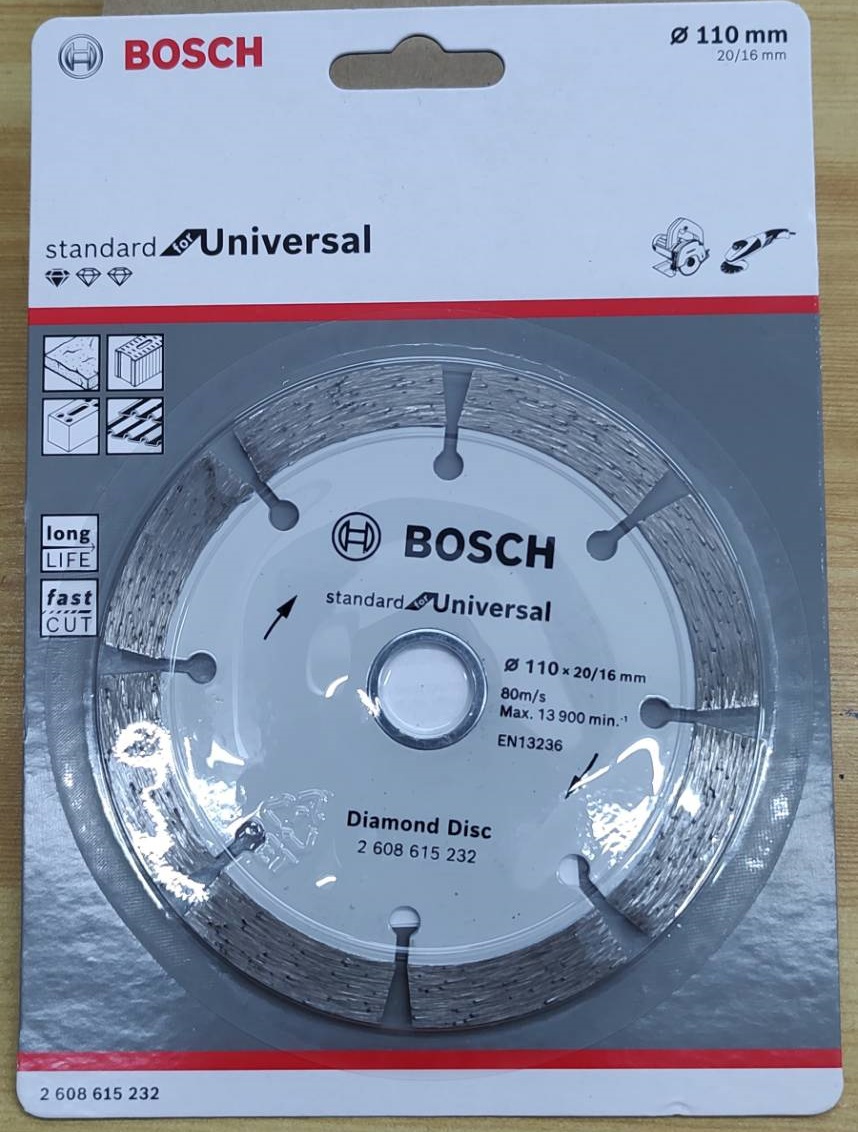 BOSCH
Ø 110 mm
20/16 mm
standard for Universal
long
LIFE
fast
CUT
BOSCH
standard for Universal
Ø 110 x 20/16 mm
80m/s
Max. 13 900 min.⁻¹
EN13236
Diamond Disc
2 608 615 232
2 608 615 232